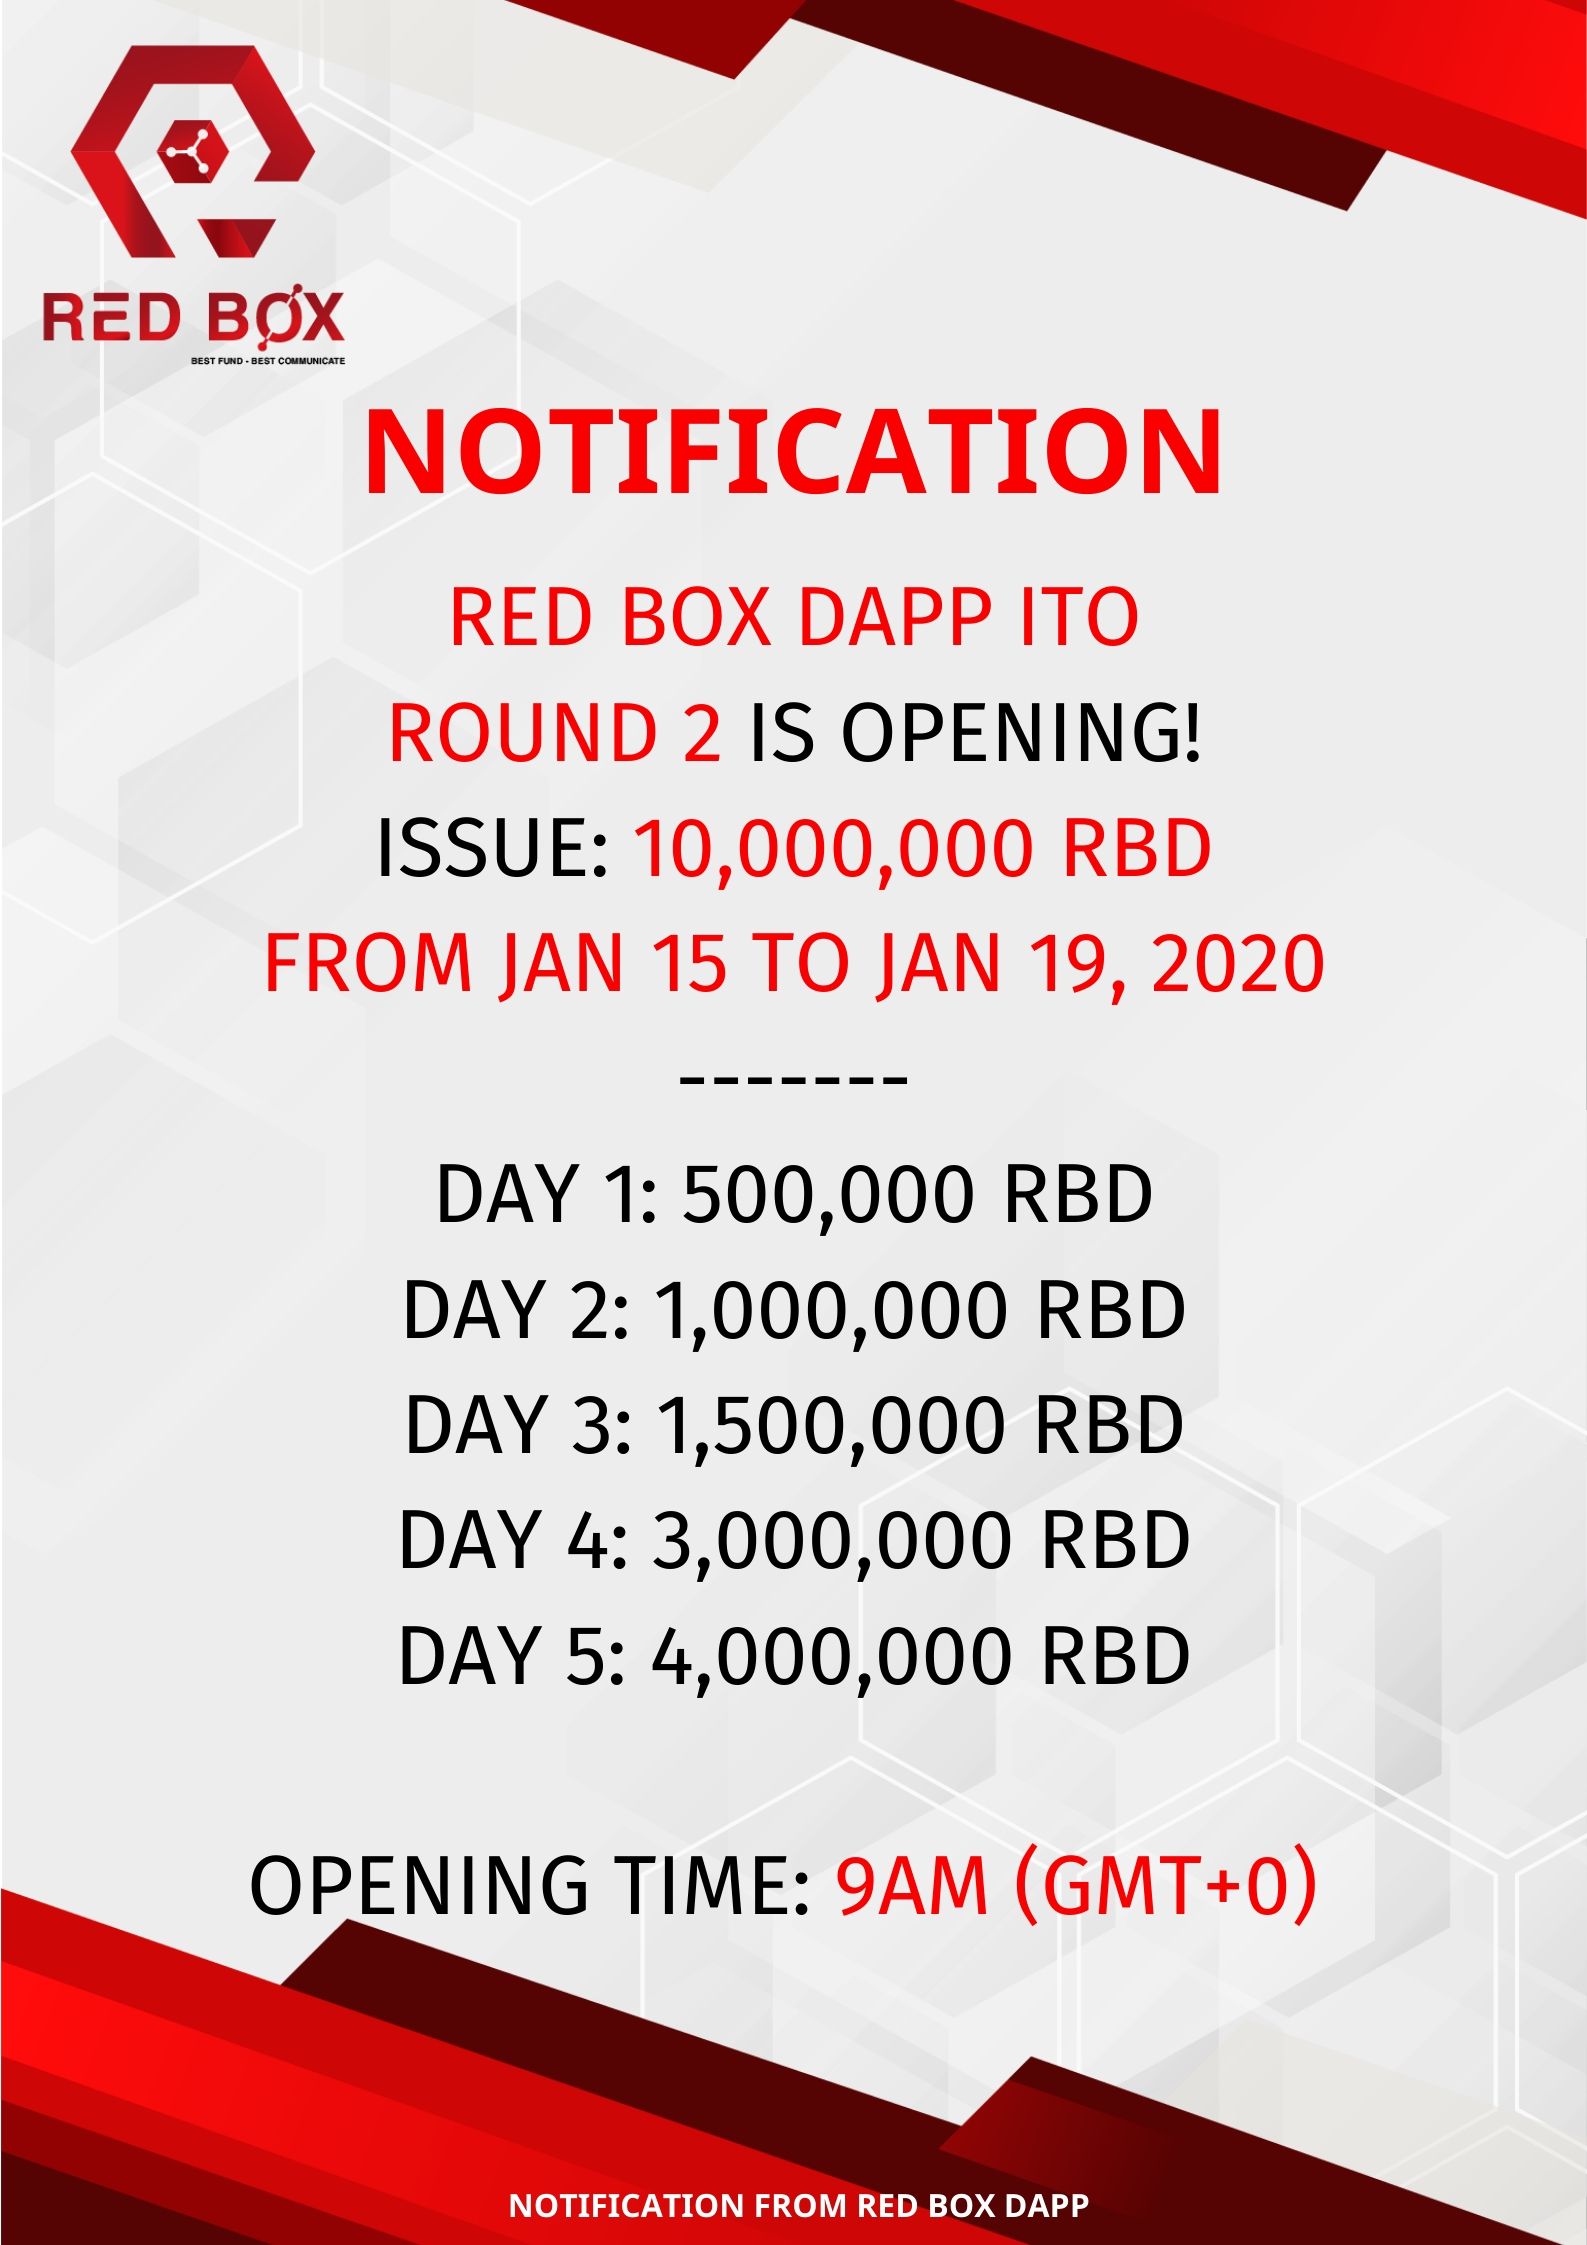 RED BOX
BEST FUND - BEST COMMUNICATE
NOTIFICATION
RED BOX DAPP ITO
ROUND 2 IS OPENING!
ISSUE: 10,000,000 RBD
FROM JAN 15 TO JAN 19, 2020
-------
DAY 1: 500,000 RBD
DAY 2: 1,000,000 RBD
DAY 3: 1,500,000 RBD
DAY 4: 3,000,000 RBD
DAY 5: 4,000,000 RBD
OPENING TIME: 9AM (GMT+0)
NOTIFICATION FROM RED BOX DAPP